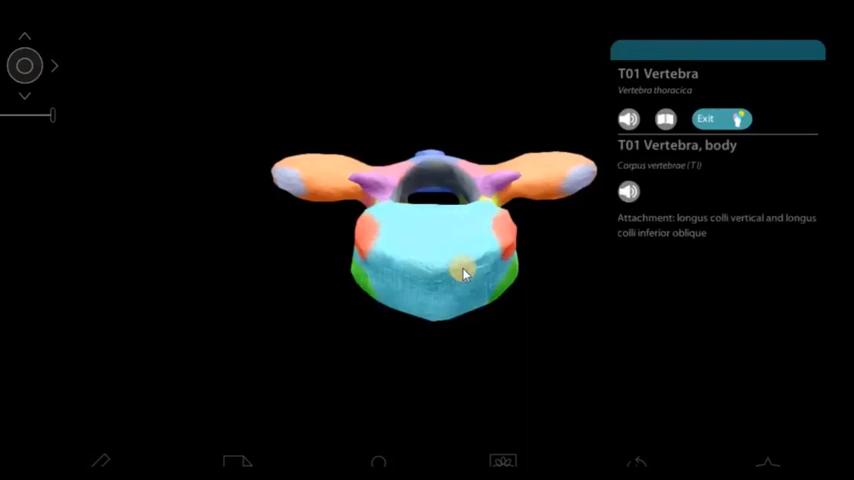 T01 Vertebra
Vertebra thoracica
Exit
T01 Vertebra, body
Corpus vertebrae (T I)
Attachment: longus colli vertical and longus
colli inferior oblique